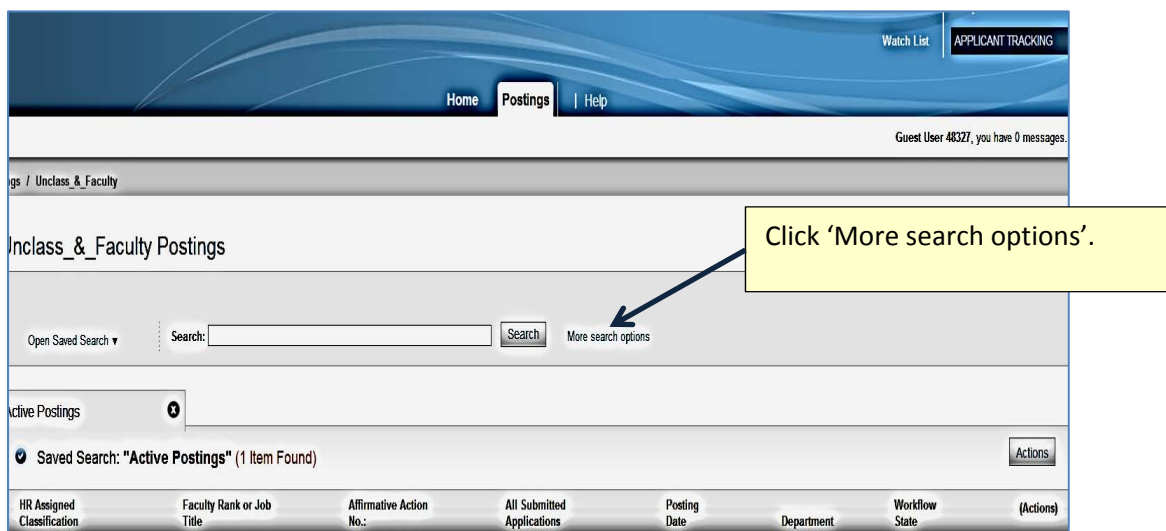 Watch List APPLICANT TRACKING
Home Postings | Help
Guest User 48327, you have 0 messages.
gs / Unclass_&_Faculty
Unclass_&_Faculty Postings
Click ‘More search options’.
Open Saved Search ▼ Search: Search More search options
Active Postings
Saved Search: "Active Postings" (1 Item Found) Actions
HR Assigned Classification Faculty Rank or Job Title Affirmative Action No.: All Submitted Applications Posting Date Department Workflow State (Actions)